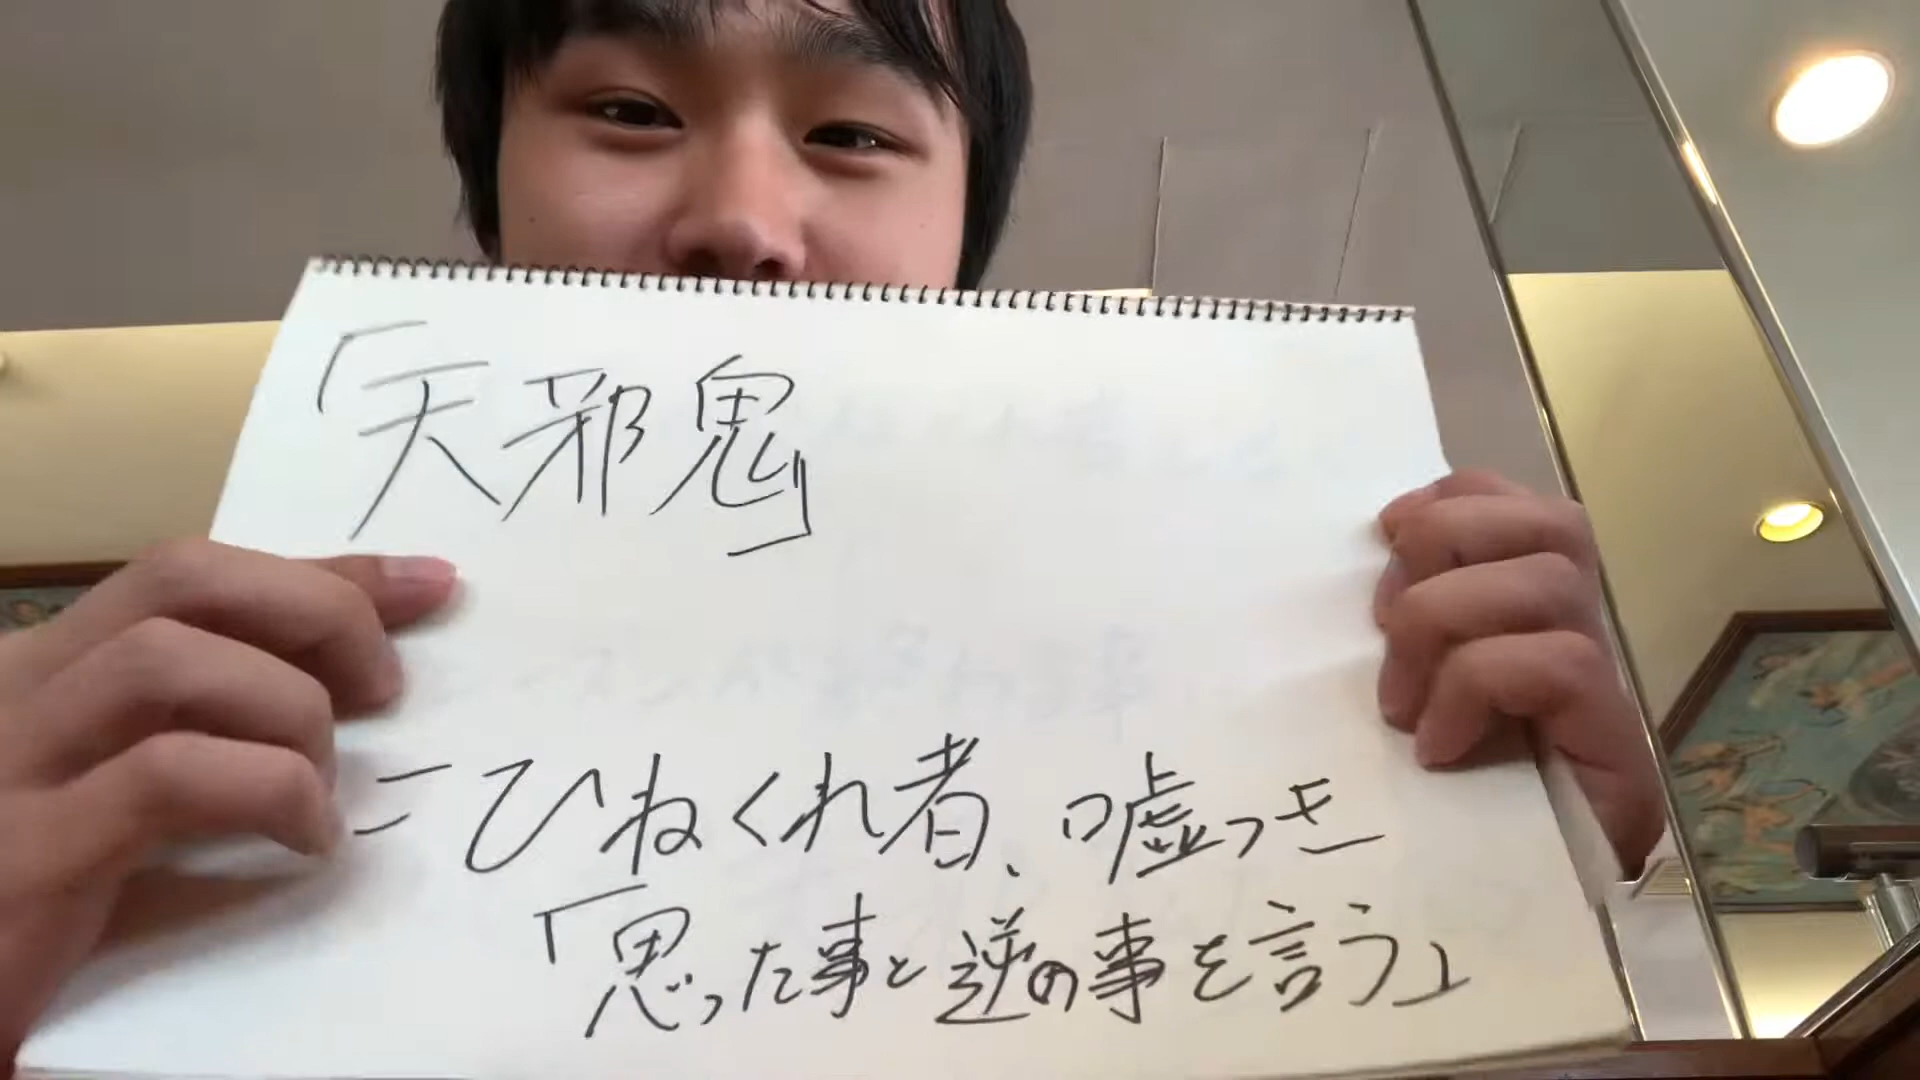 「天邪鬼」
=ひねくれ者、嘘つき
「思った事と逆の事を言う」